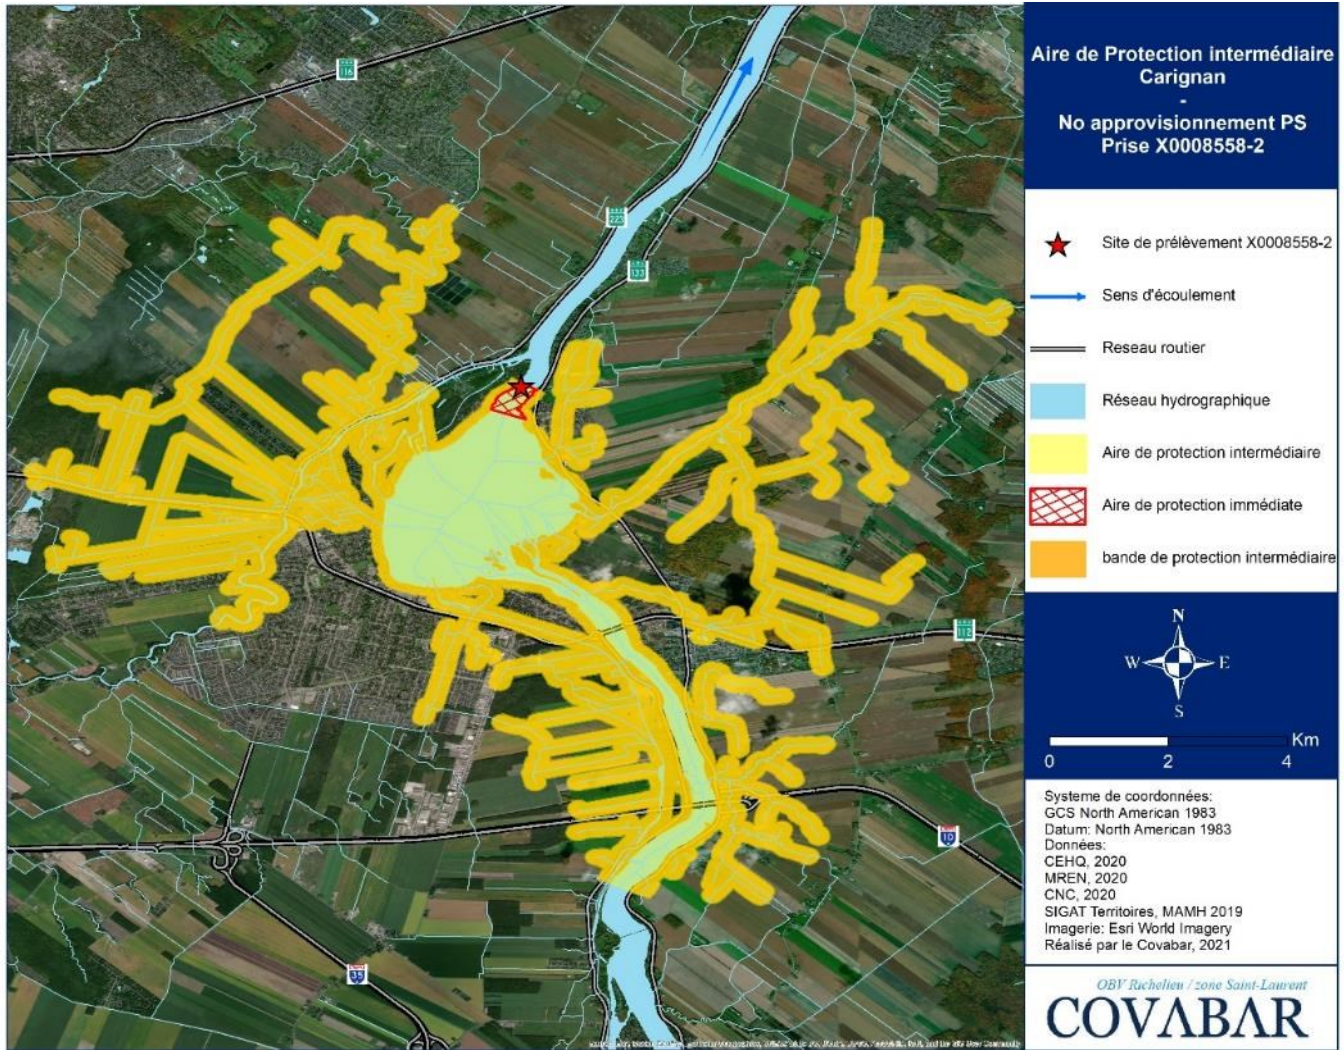 Aire de Protection intermédiaire
Carignan
-
No approvisionnement PS
Prise X0008558-2
Site de prélèvement X0008558-2
Sens d'écoulement
Reseau routier
Réseau hydrographique
Aire de protection intermédiaire
Aire de protection immédiate
bande de protection intermédiaire
N
W E
S
Km
0 2 4
Systeme de coordonnées:
GCS North American 1983
Datum: North American 1983
Données:
CEHQ, 2020
MREN, 2020
CNC, 2020
SIGAT Territoires, MAMH 2019
Imagerie: Esri World Imagery
Réalisé par le Covabar, 2021
OBV Richelieu / zone Saint-Laurent
COVABAR
116
223
133
112
10
35